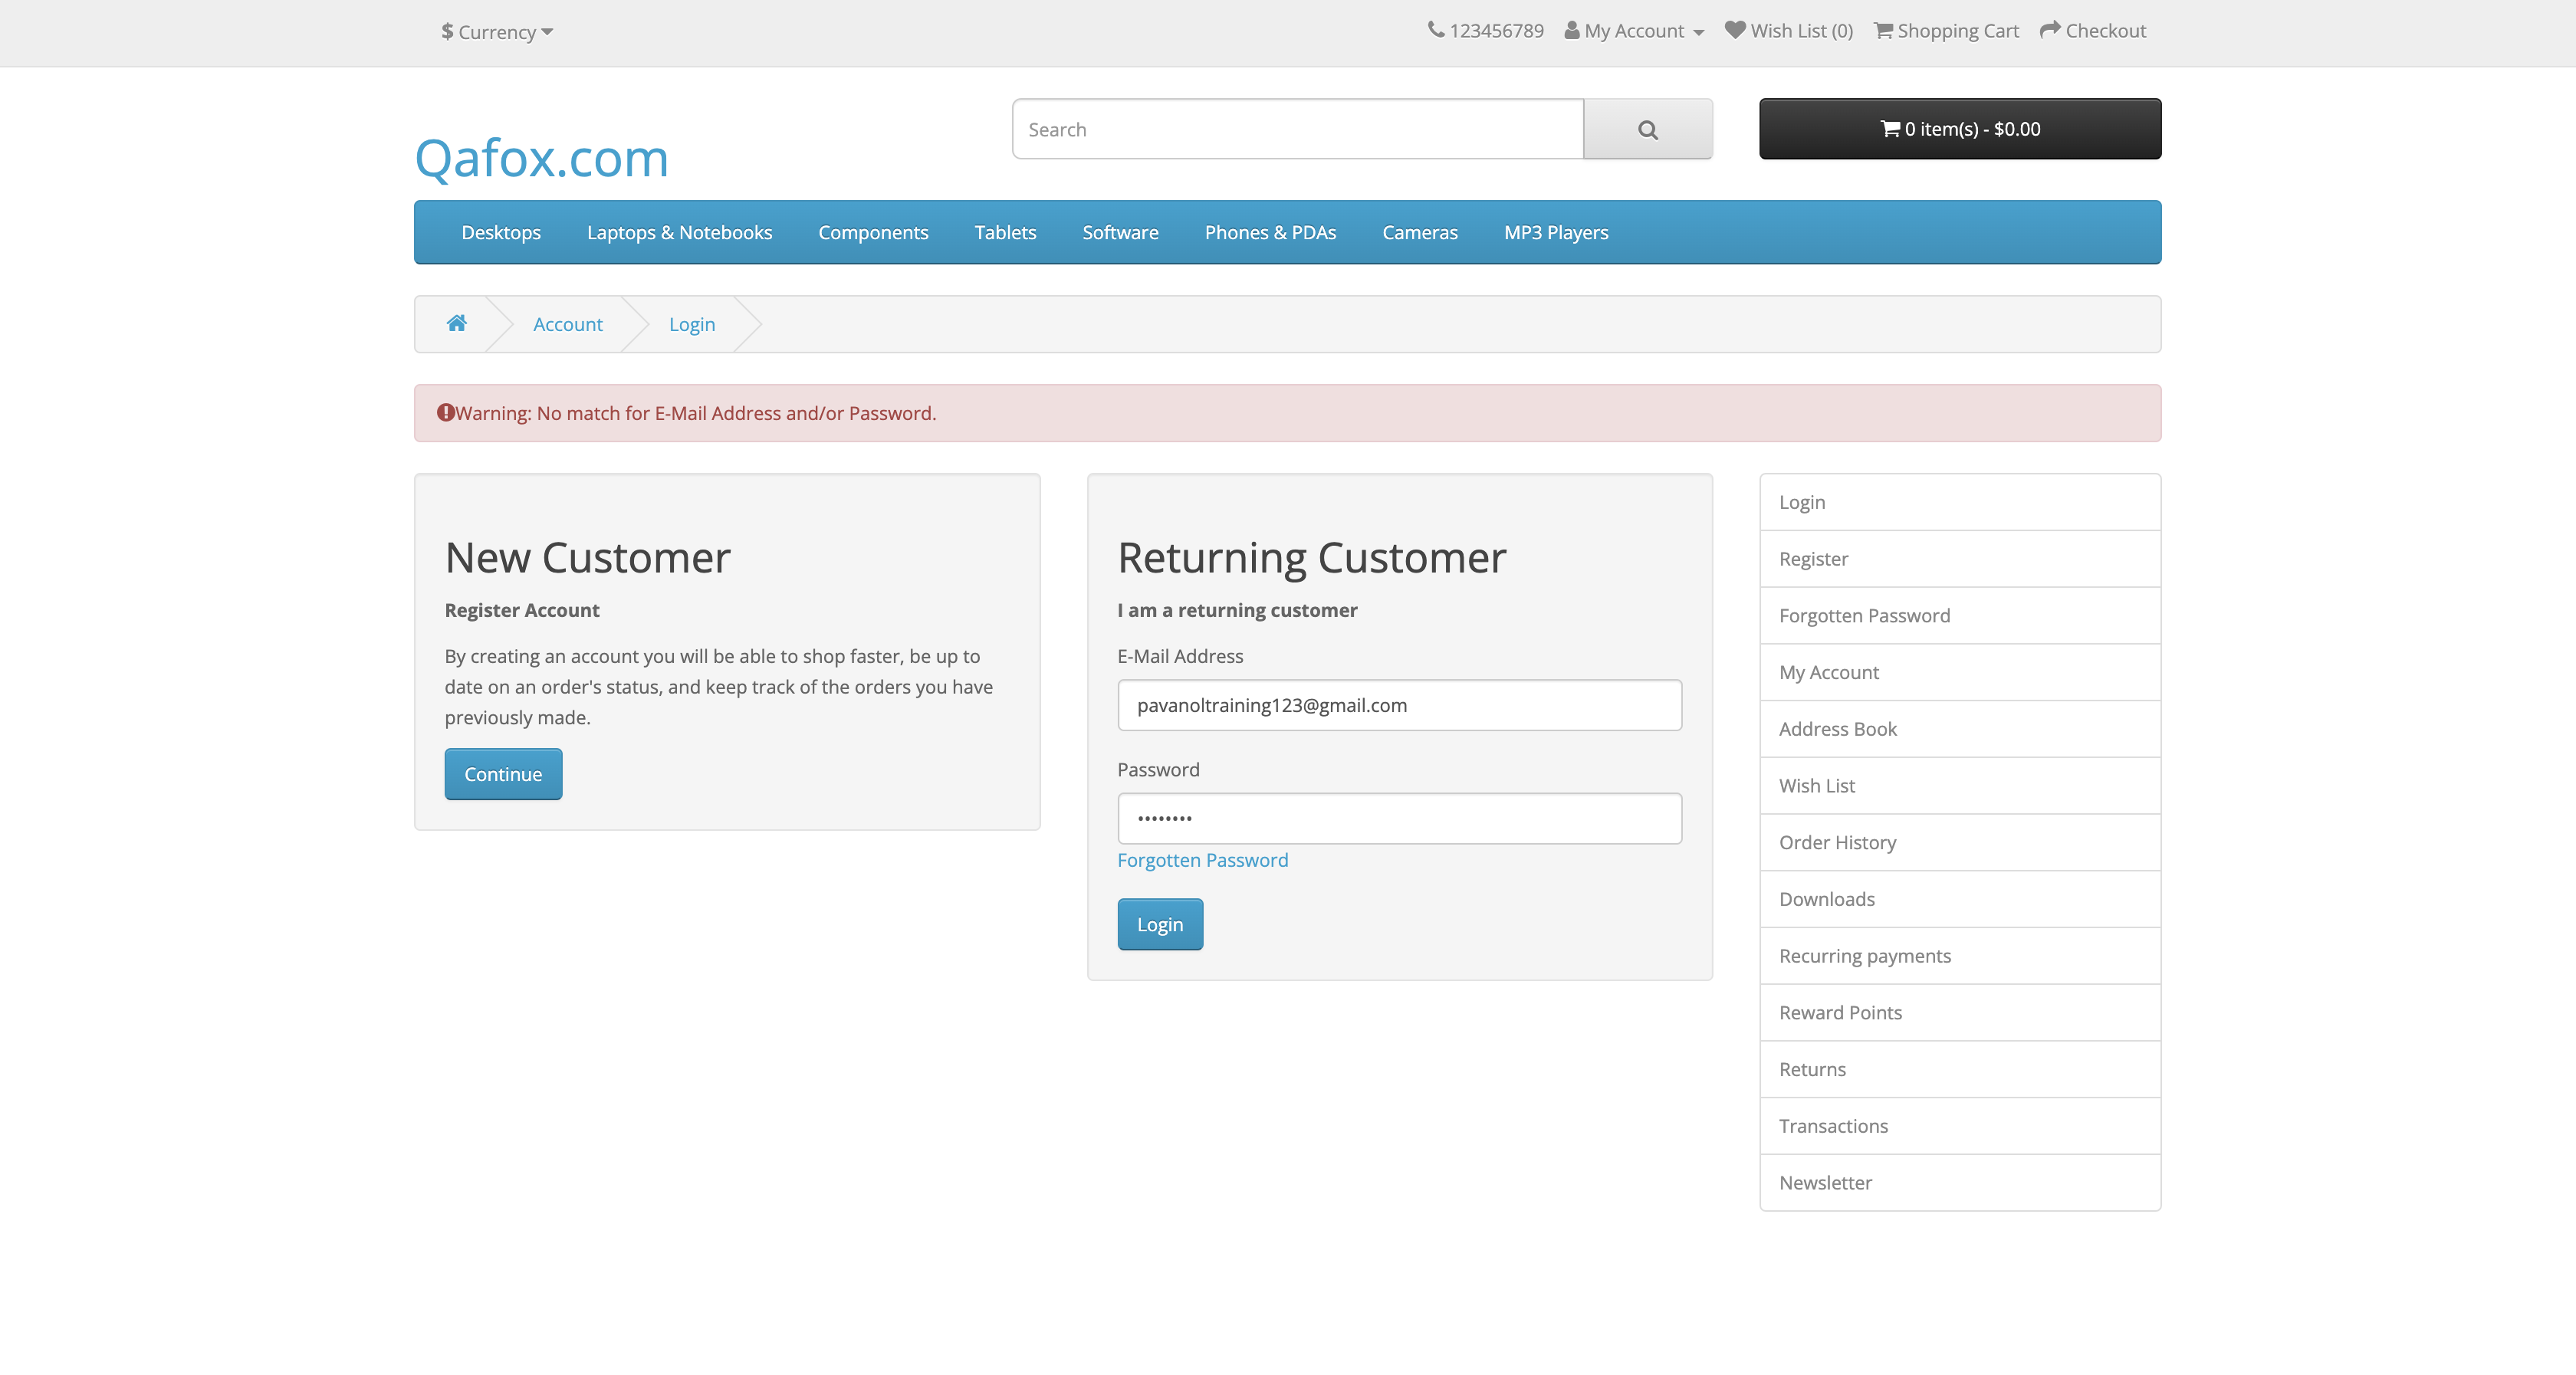 $ Currency
123456789 My Account Wish List (0) Shopping Cart Checkout
Qafox.com
Search
0 item(s) - $0.00
Desktops Laptops & Notebooks Components Tablets Software Phones & PDAs Cameras MP3 Players
Account Login
Warning: No match for E-Mail Address and/or Password.
New Customer
Register Account
By creating an account you will be able to shop faster, be up to
date on an order's status, and keep track of the orders you have
previously made.
Continue
Returning Customer
I am a returning customer
E-Mail Address
pavanoltraining123@gmail.com
Password
••••••••
Forgotten Password
Login
Login
Register
Forgotten Password
My Account
Address Book
Wish List
Order History
Downloads
Recurring payments
Reward Points
Returns
Transactions
Newsletter